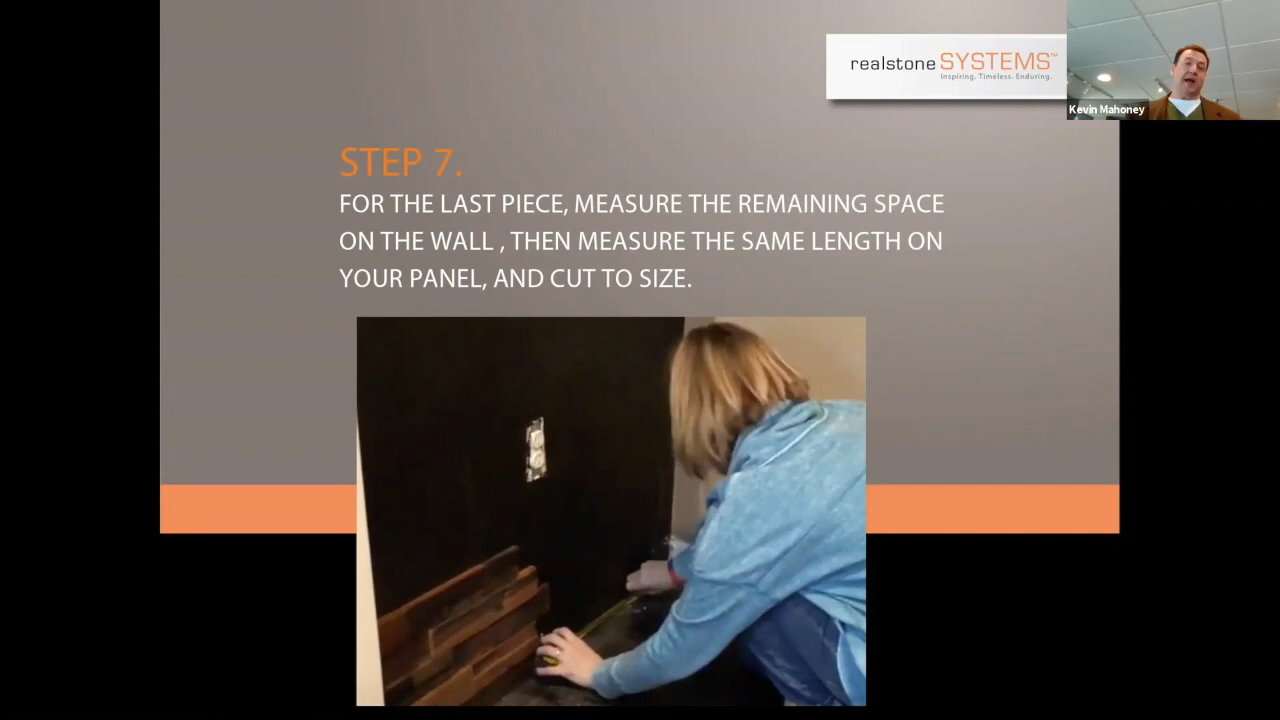 realstone SYSTEMS™
Inspiring. Timeless. Enduring.
Kevin Mahoney
STEP 7.
FOR THE LAST PIECE, MEASURE THE REMAINING SPACE
ON THE WALL , THEN MEASURE THE SAME LENGTH ON
YOUR PANEL, AND CUT TO SIZE.